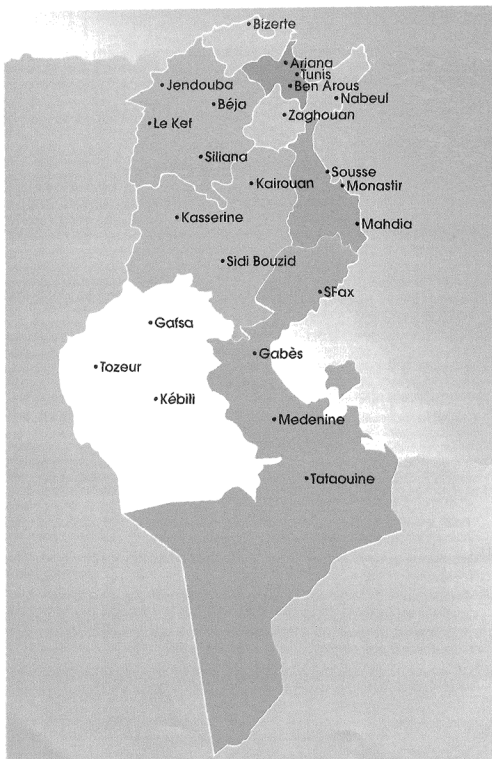 Bizerte
Ariana
Tunis
Jendouba
Ben Arous
Béja
Nabeul
Zaghouan
Le Kef
Siliana
Sousse
Kairouan
Monastir
Kasserine
Mahdia
Sidi Bouzid
SFax
Gafsa
Gabès
Tozeur
Kébili
Medenine
Tataouine